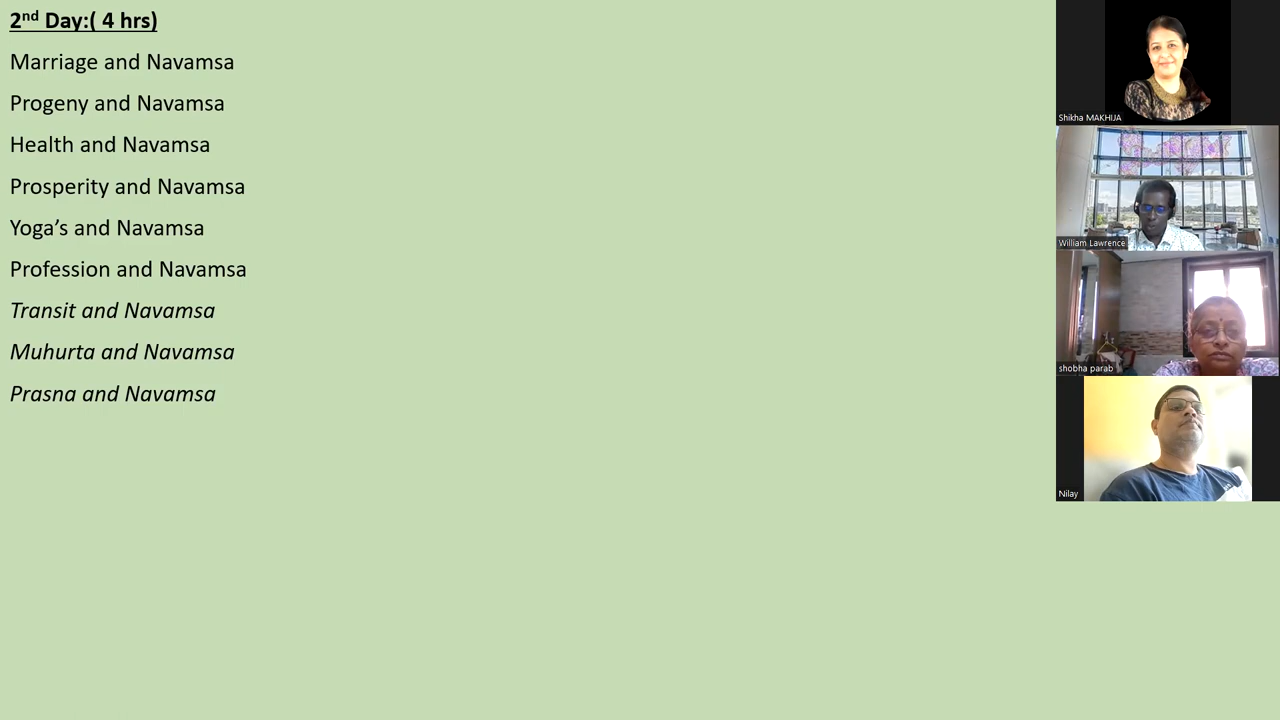 2nd Day:( 4 hrs)
Marriage and Navamsa
Progeny and Navamsa
Health and Navamsa
Prosperity and Navamsa
Yoga’s and Navamsa
Profession and Navamsa
Transit and Navamsa
Muhurta and Navamsa
Prasna and Navamsa
Shikha MAKHIJA
William Lawrence
shobha parab
Nilay